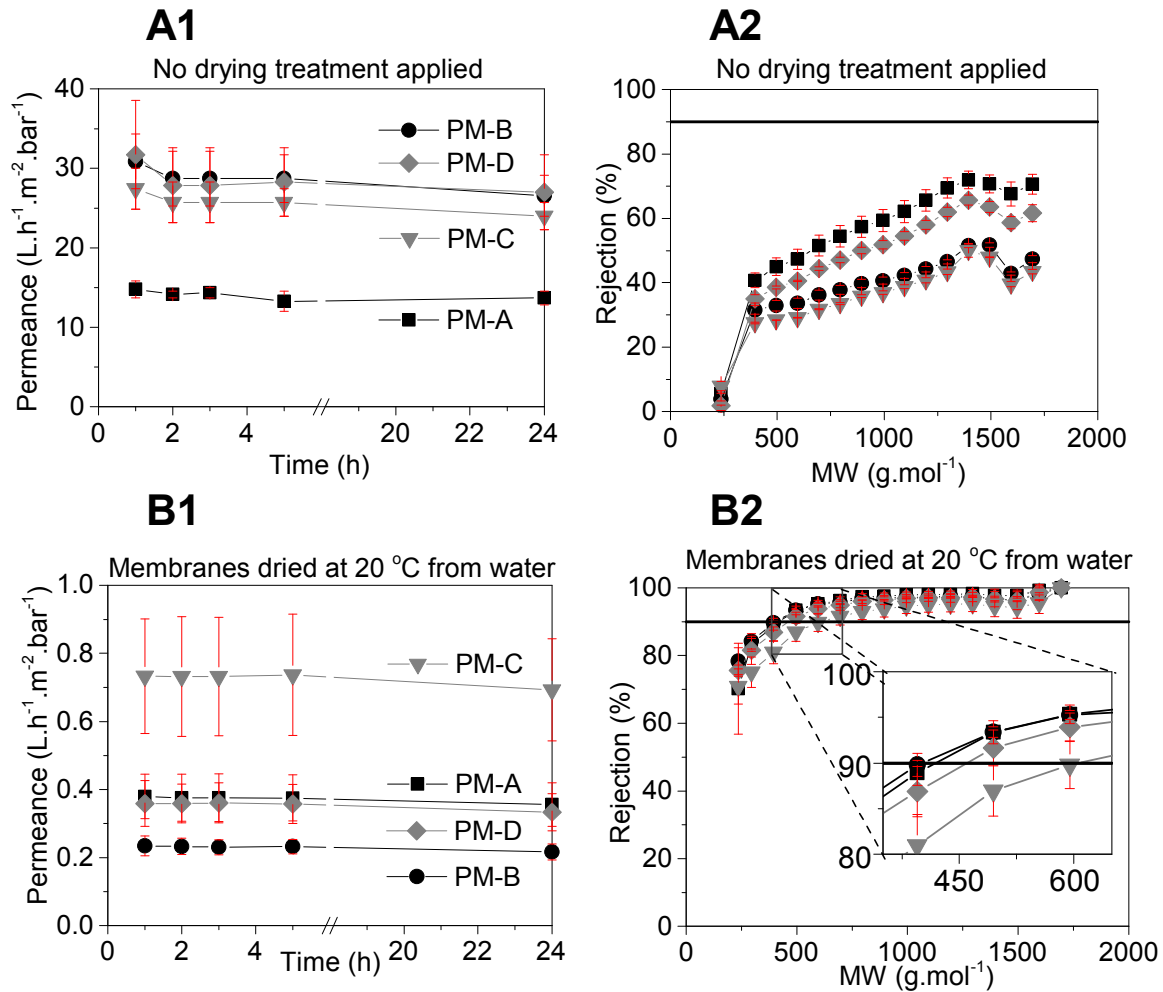 A1
No drying treatment applied
Permeance (L.h⁻¹.m⁻².bar⁻¹)
40
30
20
10
0
PM-B
PM-D
PM-C
PM-A
0 2 4 20 22 24
Time (h)
A2
No drying treatment applied
Rejection (%)
100
80
60
40
20
0
0 500 1000 1500 2000
MW (g.mol⁻¹)
B1
Membranes dried at 20 °C from water
Permeance (L.h⁻¹.m⁻².bar⁻¹)
1.0
0.8
0.6
0.4
0.2
0.0
PM-C
PM-A
PM-D
PM-B
0 2 4 20 22 24
Time (h)
B2
Membranes dried at 20 °C from water
Rejection (%)
100
80
60
40
20
0
100
90
80
450 600
0 500 1000 1500 2000
MW (g.mol⁻¹)